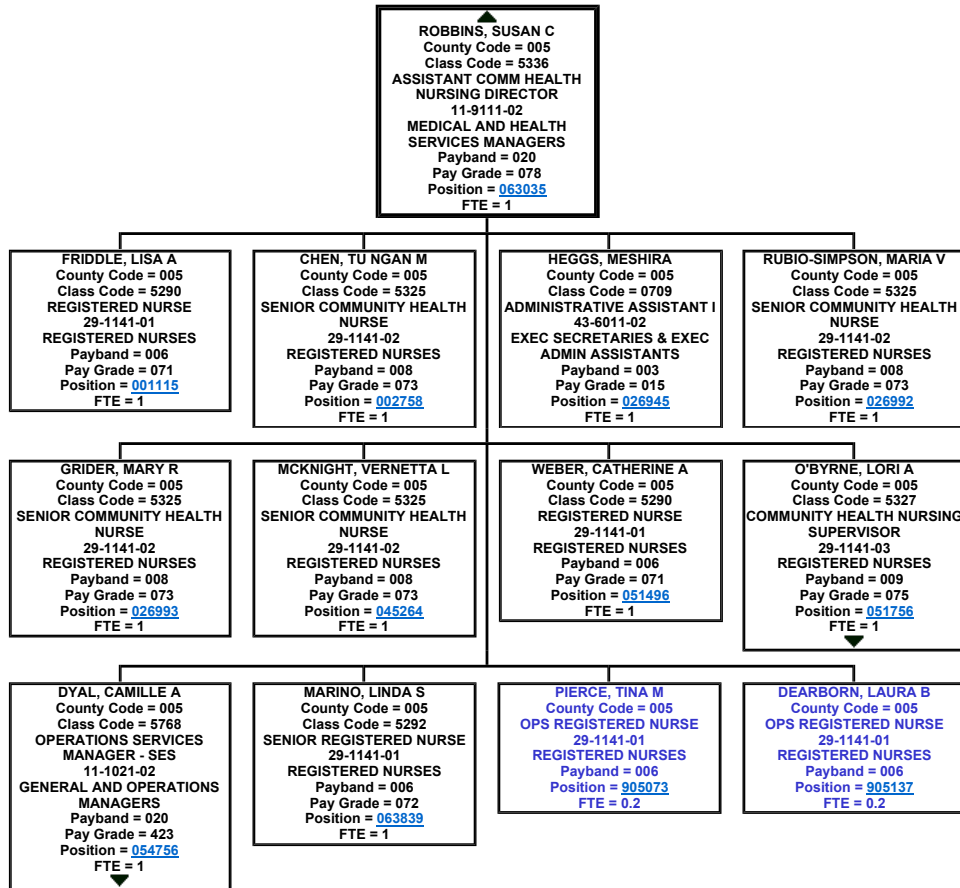 ROBBINS, SUSAN C
County Code = 005
Class Code = 5336
ASSISTANT COMM HEALTH
NURSING DIRECTOR
11-9111-02
MEDICAL AND HEALTH
SERVICES MANAGERS
Payband = 020
Pay Grade = 078
Position = 063035
FTE = 1
FRIDDLE, LISA A
County Code = 005
Class Code = 5290
REGISTERED NURSE
29-1141-01
REGISTERED NURSES
Payband = 006
Pay Grade = 071
Position = 001115
FTE = 1
CHEN, TU NGAN M
County Code = 005
Class Code = 5325
SENIOR COMMUNITY HEALTH
NURSE
29-1141-02
REGISTERED NURSES
Payband = 008
Pay Grade = 073
Position = 002758
FTE = 1
HEGGS, MESHIRA
County Code = 005
Class Code = 0709
ADMINISTRATIVE ASSISTANT I
43-6011-02
EXEC SECRETARIES & EXEC
ADMIN ASSISTANTS
Payband = 003
Pay Grade = 015
Position = 026945
FTE = 1
RUBIO-SIMPSON, MARIA V
County Code = 005
Class Code = 5325
SENIOR COMMUNITY HEALTH
NURSE
29-1141-02
REGISTERED NURSES
Payband = 008
Pay Grade = 073
Position = 026992
FTE = 1
GRIDER, MARY R
County Code = 005
Class Code = 5325
SENIOR COMMUNITY HEALTH
NURSE
29-1141-02
REGISTERED NURSES
Payband = 008
Pay Grade = 073
Position = 026993
FTE = 1
MCKNIGHT, VERNETTA L
County Code = 005
Class Code = 5325
SENIOR COMMUNITY HEALTH
NURSE
29-1141-02
REGISTERED NURSES
Payband = 008
Pay Grade = 073
Position = 045264
FTE = 1
WEBER, CATHERINE A
County Code = 005
Class Code = 5290
REGISTERED NURSE
29-1141-01
REGISTERED NURSES
Payband = 006
Pay Grade = 071
Position = 051496
FTE = 1
O'BYRNE, LORI A
County Code = 005
Class Code = 5327
COMMUNITY HEALTH NURSING
SUPERVISOR
29-1141-03
REGISTERED NURSES
Payband = 009
Pay Grade = 075
Position = 051756
FTE = 1
DYAL, CAMILLE A
County Code = 005
Class Code = 5768
OPERATIONS SERVICES
MANAGER - SES
11-1021-02
GENERAL AND OPERATIONS
MANAGERS
Payband = 020
Pay Grade = 423
Position = 054756
FTE = 1
MARINO, LINDA S
County Code = 005
Class Code = 5292
SENIOR REGISTERED NURSE
29-1141-01
REGISTERED NURSES
Payband = 006
Pay Grade = 072
Position = 063839
FTE = 1
PIERCE, TINA M
County Code = 005
OPS REGISTERED NURSE
29-1141-01
REGISTERED NURSES
Payband = 006
Position = 905073
FTE = 0.2
DEARBORN, LAURA B
County Code = 005
OPS REGISTERED NURSE
29-1141-01
REGISTERED NURSES
Payband = 006
Position = 905137
FTE = 0.2